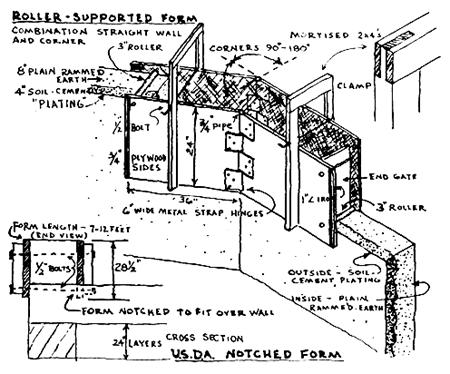 ROLLER-SUPPORTED FORM
COMBINATION STRAIGHT WALL
AND CORNER
3" ROLLER
CORNERS 90°-180°
MORTISED 2x4's
8" PLAIN RAMMED
EARTH
4" SOIL-CEMENT
"PLATING"
CLAMP
1/2 BOLT
3/4" PIPE
3/4"
PLYWOOD
SIDES
24"
36"
6" WIDE METAL STRAP HINGES
1" L IRON
END GATE
3" ROLLER
FORM LENGTH - 7-12 FEET
(END VIEW)
1/2" BOLTS
28 1/2"
FORM NOTCHED TO FIT OVER WALL
OUTSIDE - SOIL-
CEMENT PLATING
INSIDE - PLAIN
RAMMED EARTH
24" LAYERS
CROSS SECTION
U.S.D.A. NOTCHED FORM